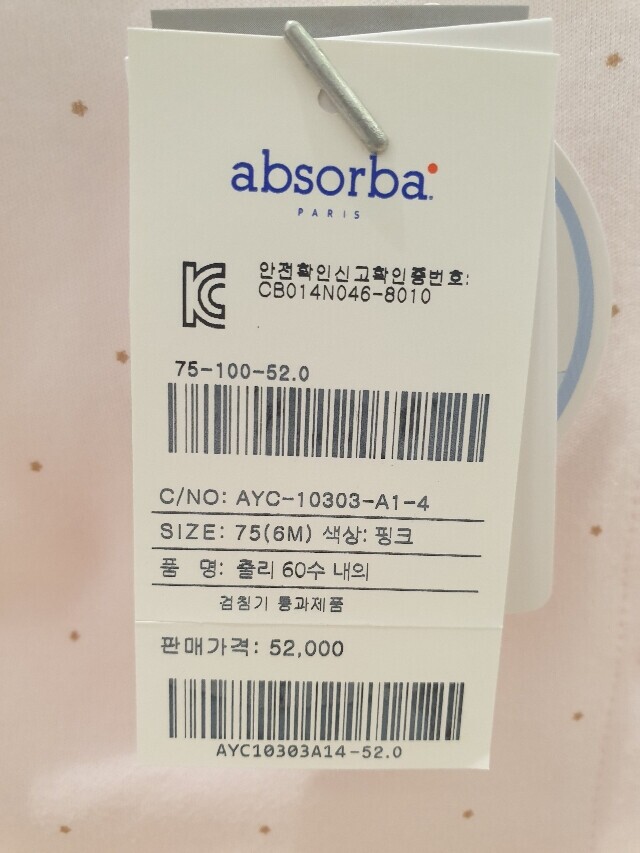 absorba.
PARIS
안전확인신고확인증번호:
CB014N046-8010
75-100-52.0
C/NO: AYC-10303-A1-4
SIZE: 75(6M) 색상: 핑크
품 명: 졸리 60수 내의
검침기 통과제품
판매가격: 52,000
AYC10303A14-52.0